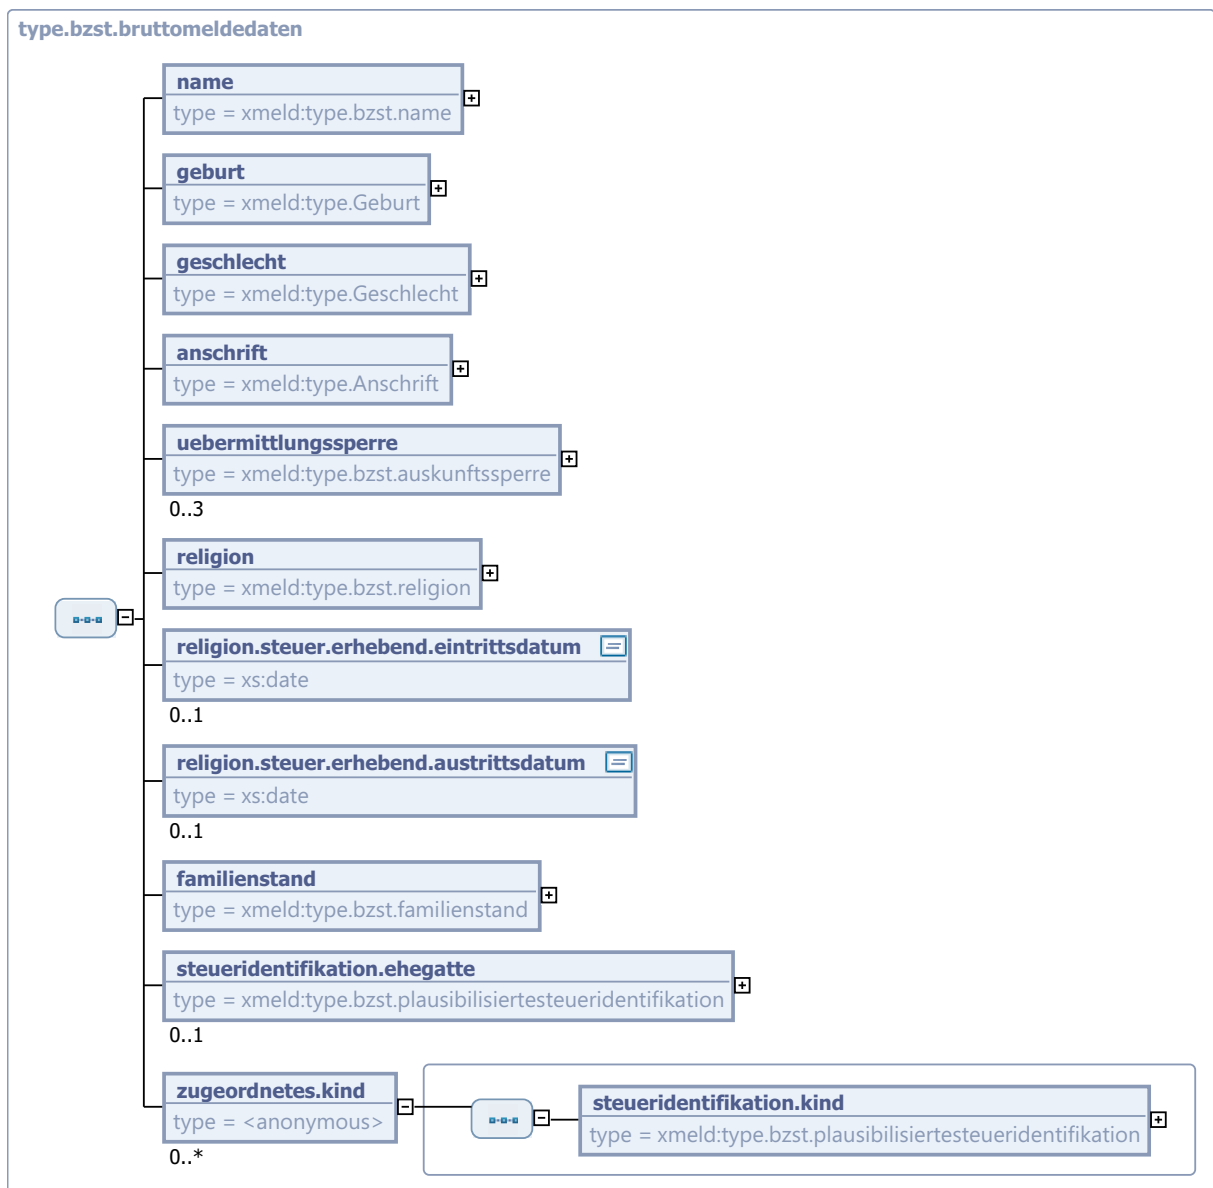 type.bzst.bruttomeldedaten
name
type = xmeld:type.bzst.name
geburt
type = xmeld:type.Geburt
geschlecht
type = xmeld:type.Geschlecht
anschrift
type = xmeld:type.Anschrift
uebermittlungssperre
type = xmeld:type.bzst.auskunftssperre
0..3
religion
type = xmeld:type.bzst.religion
religion.steuer.erhebend.eintrittsdatum
type = xs:date
0..1
religion.steuer.erhebend.austrittsdatum
type = xs:date
0..1
familienstand
type = xmeld:type.bzst.familienstand
steueridentifikation.ehegatte
type = xmeld:type.bzst.plausibilisiertesteueridentifikation
0..1
zugeordnetes.kind
type = <anonymous>
0..*
steueridentifikation.kind
type = xmeld:type.bzst.plausibilisiertesteueridentifikation